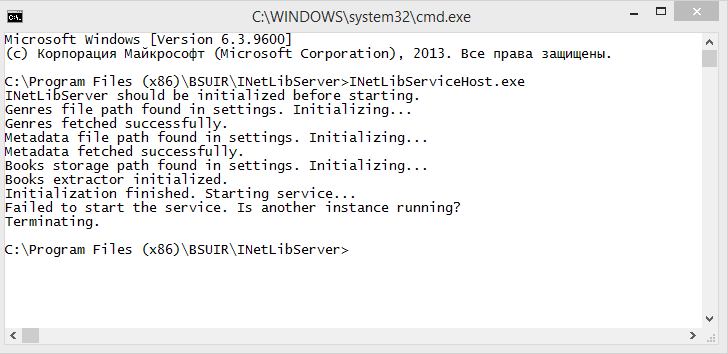 C:\WINDOWS\system32\cmd.exe
Microsoft Windows [Version 6.3.9600]
(c) Корпорация Майкрософт (Microsoft Corporation), 2013. Все права защищены.
C:\Program Files (x86)\BSUIR\INetLibServer>INetLibServiceHost.exe
INetLibServer should be initialized before starting.
Genres file path found in settings. Initializing...
Genres fetched successfully.
Metadata file path found in settings. Initializing...
Metadata fetched successfully.
Books storage path found in settings. Initializing...
Books extractor initialized.
Initialization finished. Starting service...
Failed to start the service. Is another instance running?
Terminating.
C:\Program Files (x86)\BSUIR\INetLibServer>